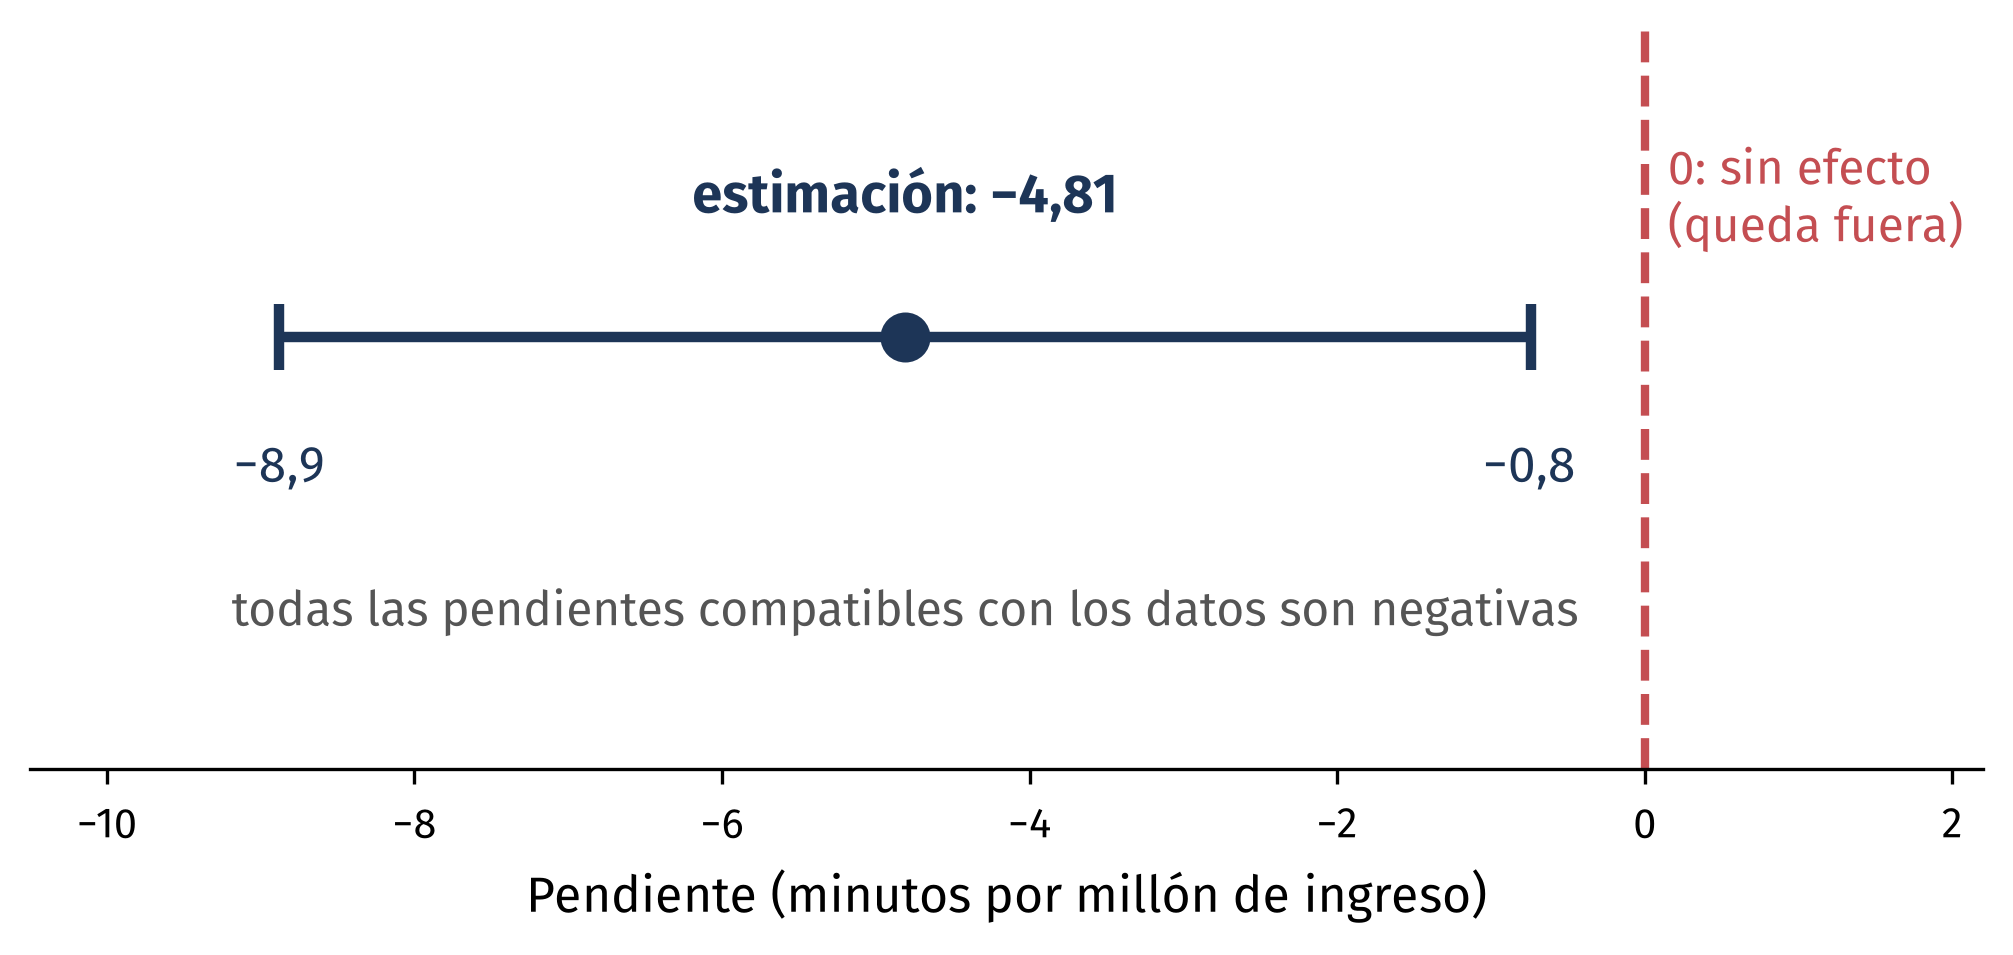 estimación: −4,81
0: sin efecto
(queda fuera)
−8,9
−0,8
todas las pendientes compatibles con los datos son negativas
−10
−8
−6
−4
−2
0
2
Pendiente (minutos por millón de ingreso)